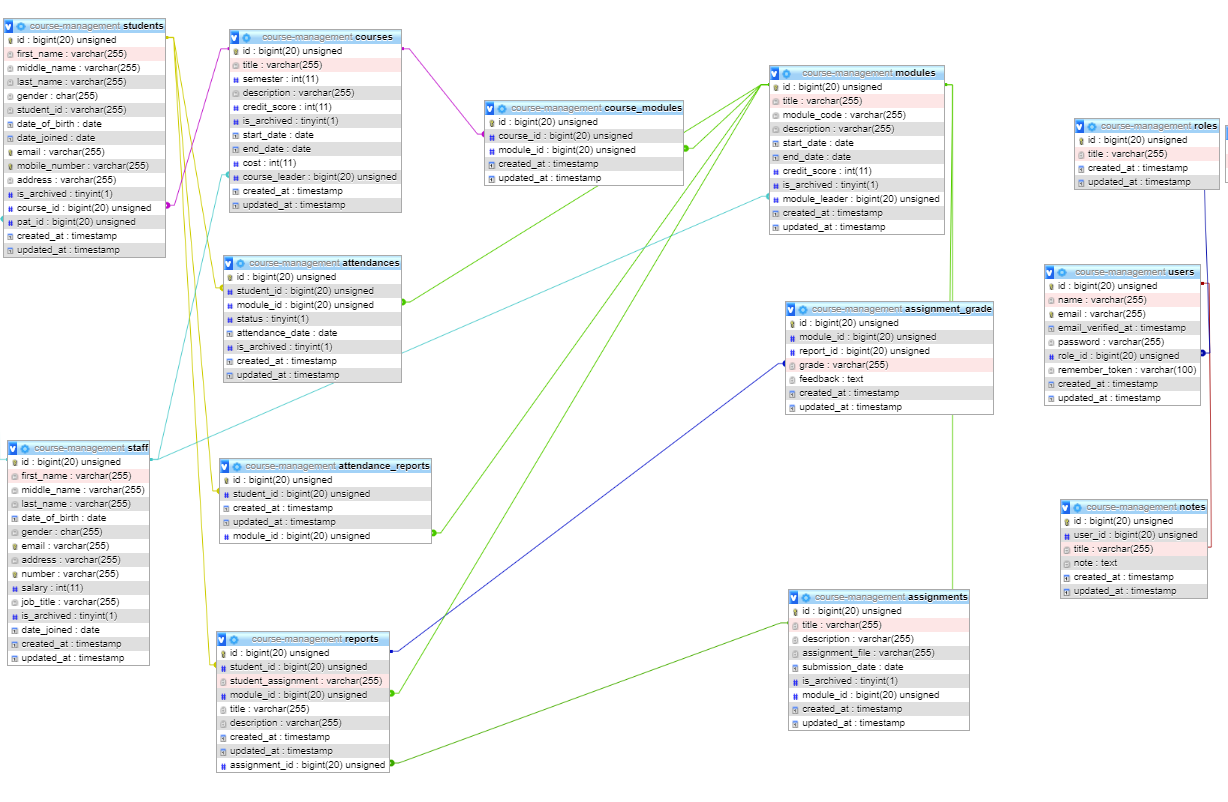 course-management students
id : bigint(20) unsigned
first_name : varchar(255)
middle_name : varchar(255)
last_name : varchar(255)
gender : char(255)
student_id : varchar(255)
date_of_birth : date
date_joined : date
email : varchar(255)
mobile_number : varchar(255)
address : varchar(255)
is_archived : tinyint(1)
course_id : bigint(20) unsigned
pat_id : bigint(20) unsigned
created_at : timestamp
updated_at : timestamp
course-management courses
id : bigint(20) unsigned
title : varchar(255)
semester : int(11)
description : varchar(255)
credit_score : int(11)
is_archived : tinyint(1)
start_date : date
end_date : date
cost : int(11)
course_leader : bigint(20) unsigned
created_at : timestamp
updated_at : timestamp
course-management course_modules
id : bigint(20) unsigned
course_id : bigint(20) unsigned
module_id : bigint(20) unsigned
created_at : timestamp
updated_at : timestamp
course-management modules
id : bigint(20) unsigned
title : varchar(255)
module_code : varchar(255)
description : varchar(255)
start_date : date
end_date : date
credit_score : int(11)
is_archived : tinyint(1)
module_leader : bigint(20) unsigned
created_at : timestamp
updated_at : timestamp
course-management roles
id : bigint(20) unsigned
title : varchar(255)
created_at : timestamp
updated_at : timestamp
course-management attendances
id : bigint(20) unsigned
student_id : bigint(20) unsigned
module_id : bigint(20) unsigned
status : tinyint(1)
attendance_date : date
is_archived : tinyint(1)
created_at : timestamp
updated_at : timestamp
course-management assignment_grade
id : bigint(20) unsigned
module_id : bigint(20) unsigned
report_id : bigint(20) unsigned
grade : varchar(255)
feedback : text
created_at : timestamp
updated_at : timestamp
course-management users
id : bigint(20) unsigned
name : varchar(255)
email : varchar(255)
email_verified_at : timestamp
password : varchar(255)
role_id : bigint(20) unsigned
remember_token : varchar(100)
created_at : timestamp
updated_at : timestamp
course-management staff
id : bigint(20) unsigned
first_name : varchar(255)
middle_name : varchar(255)
last_name : varchar(255)
date_of_birth : date
gender : char(255)
email : varchar(255)
address : varchar(255)
number : varchar(255)
salary : int(11)
job_title : varchar(255)
is_archived : tinyint(1)
date_joined : date
created_at : timestamp
updated_at : timestamp
course-management attendance_reports
id : bigint(20) unsigned
student_id : bigint(20) unsigned
created_at : timestamp
updated_at : timestamp
module_id : bigint(20) unsigned
course-management notes
id : bigint(20) unsigned
user_id : bigint(20) unsigned
title : varchar(255)
note : text
created_at : timestamp
updated_at : timestamp
course-management reports
id : bigint(20) unsigned
student_id : bigint(20) unsigned
student_assignment : varchar(255)
module_id : bigint(20) unsigned
title : varchar(255)
description : varchar(255)
created_at : timestamp
updated_at : timestamp
assignment_id : bigint(20) unsigned
course-management assignments
id : bigint(20) unsigned
title : varchar(255)
description : varchar(255)
assignment_file : varchar(255)
submission_date : date
is_archived : tinyint(1)
module_id : bigint(20) unsigned
created_at : timestamp
updated_at : timestamp